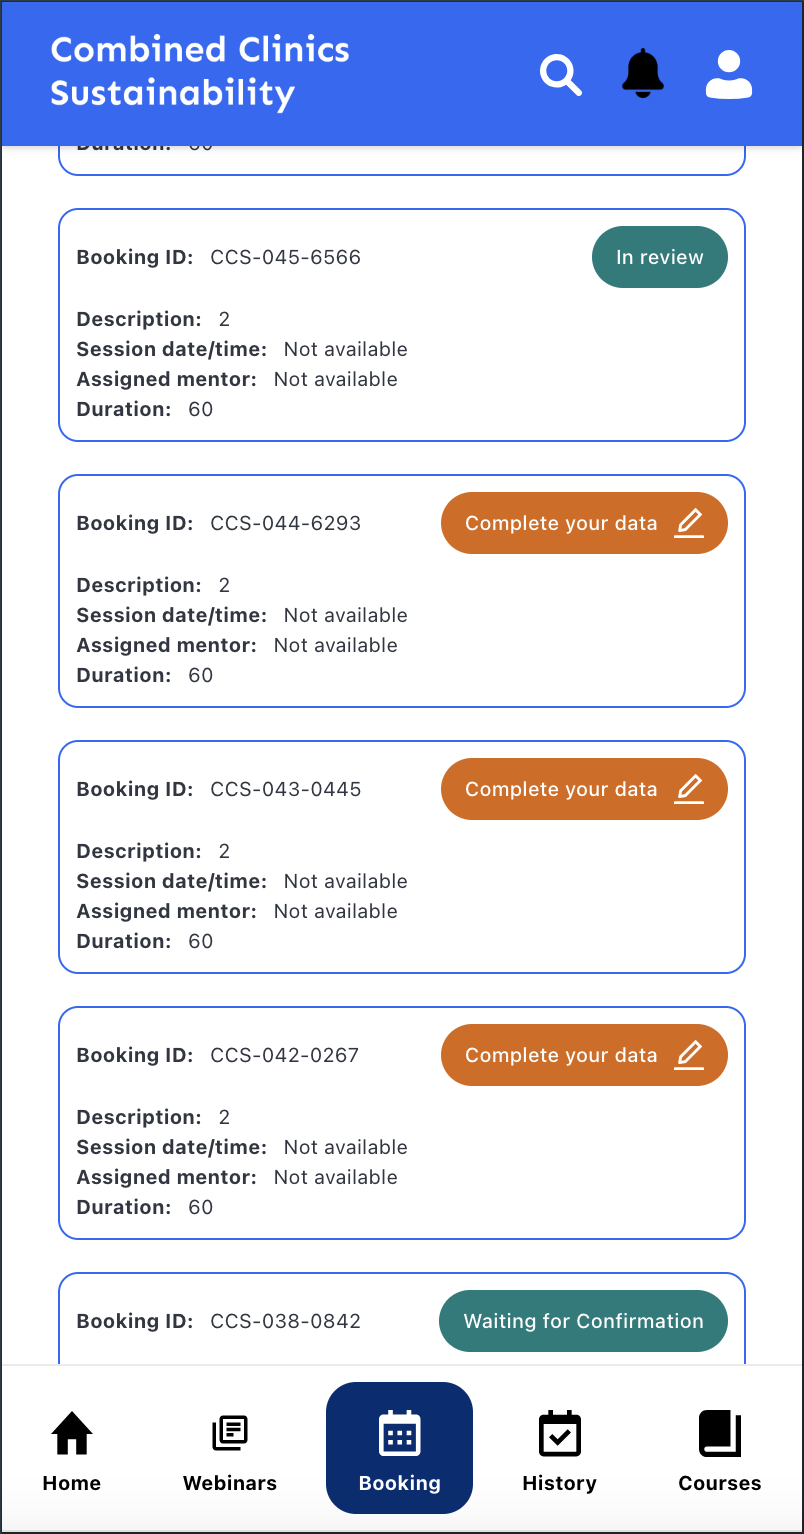 Combined Clinics
Sustainability
Duration: 60
Booking ID: CCS-045-6566
In review
Description: 2
Session date/time: Not available
Assigned mentor: Not available
Duration: 60
Booking ID: CCS-044-6293
Complete your data
Description: 2
Session date/time: Not available
Assigned mentor: Not available
Duration: 60
Booking ID: CCS-043-0445
Complete your data
Description: 2
Session date/time: Not available
Assigned mentor: Not available
Duration: 60
Booking ID: CCS-042-0267
Complete your data
Description: 2
Session date/time: Not available
Assigned mentor: Not available
Duration: 60
Booking ID: CCS-038-0842
Waiting for Confirmation
Home
Webinars
Booking
History
Courses